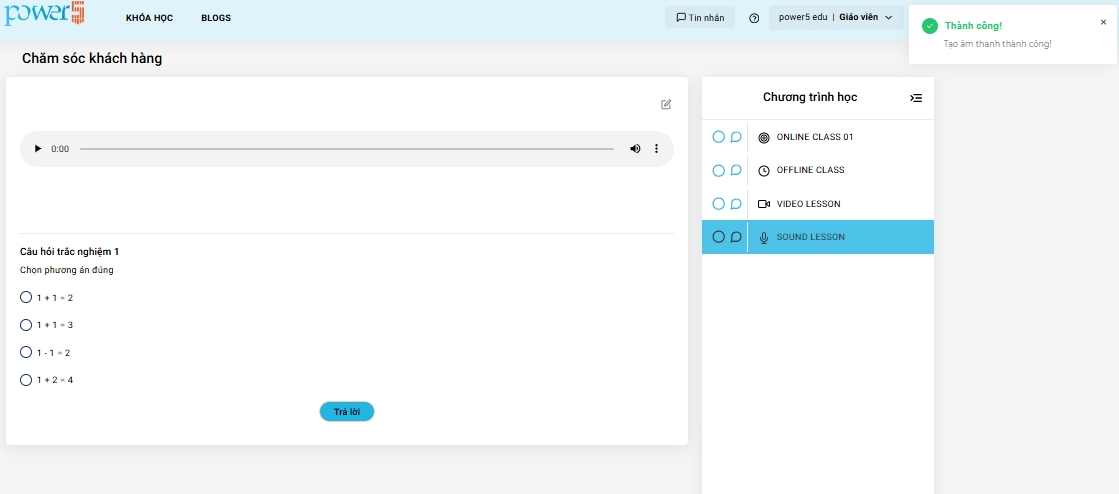 power5
KHÓA HỌC
BLOGS
Tin nhắn
power5 edu | Giáo viên
Thành công!
Tạo âm thanh thành công!
Chăm sóc khách hàng
0:00
Câu hỏi trắc nghiệm 1
Chọn phương án đúng
1 + 1 = 2
1 + 1 = 3
1 - 1 = 2
1 + 2 = 4
Trả lời
Chương trình học
ONLINE CLASS 01
OFFLINE CLASS
VIDEO LESSON
SOUND LESSON